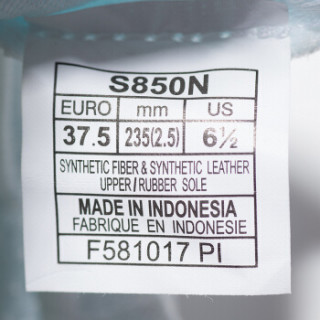 S850N
EURO mm US
37.5 235(2.5) 6½
SYNTHETIC FIBER & SYNTHETIC LEATHER
UPPER/RUBBER SOLE
MADE IN INDONESIA
FABRIQUE EN INDONESIE
F581017 PI